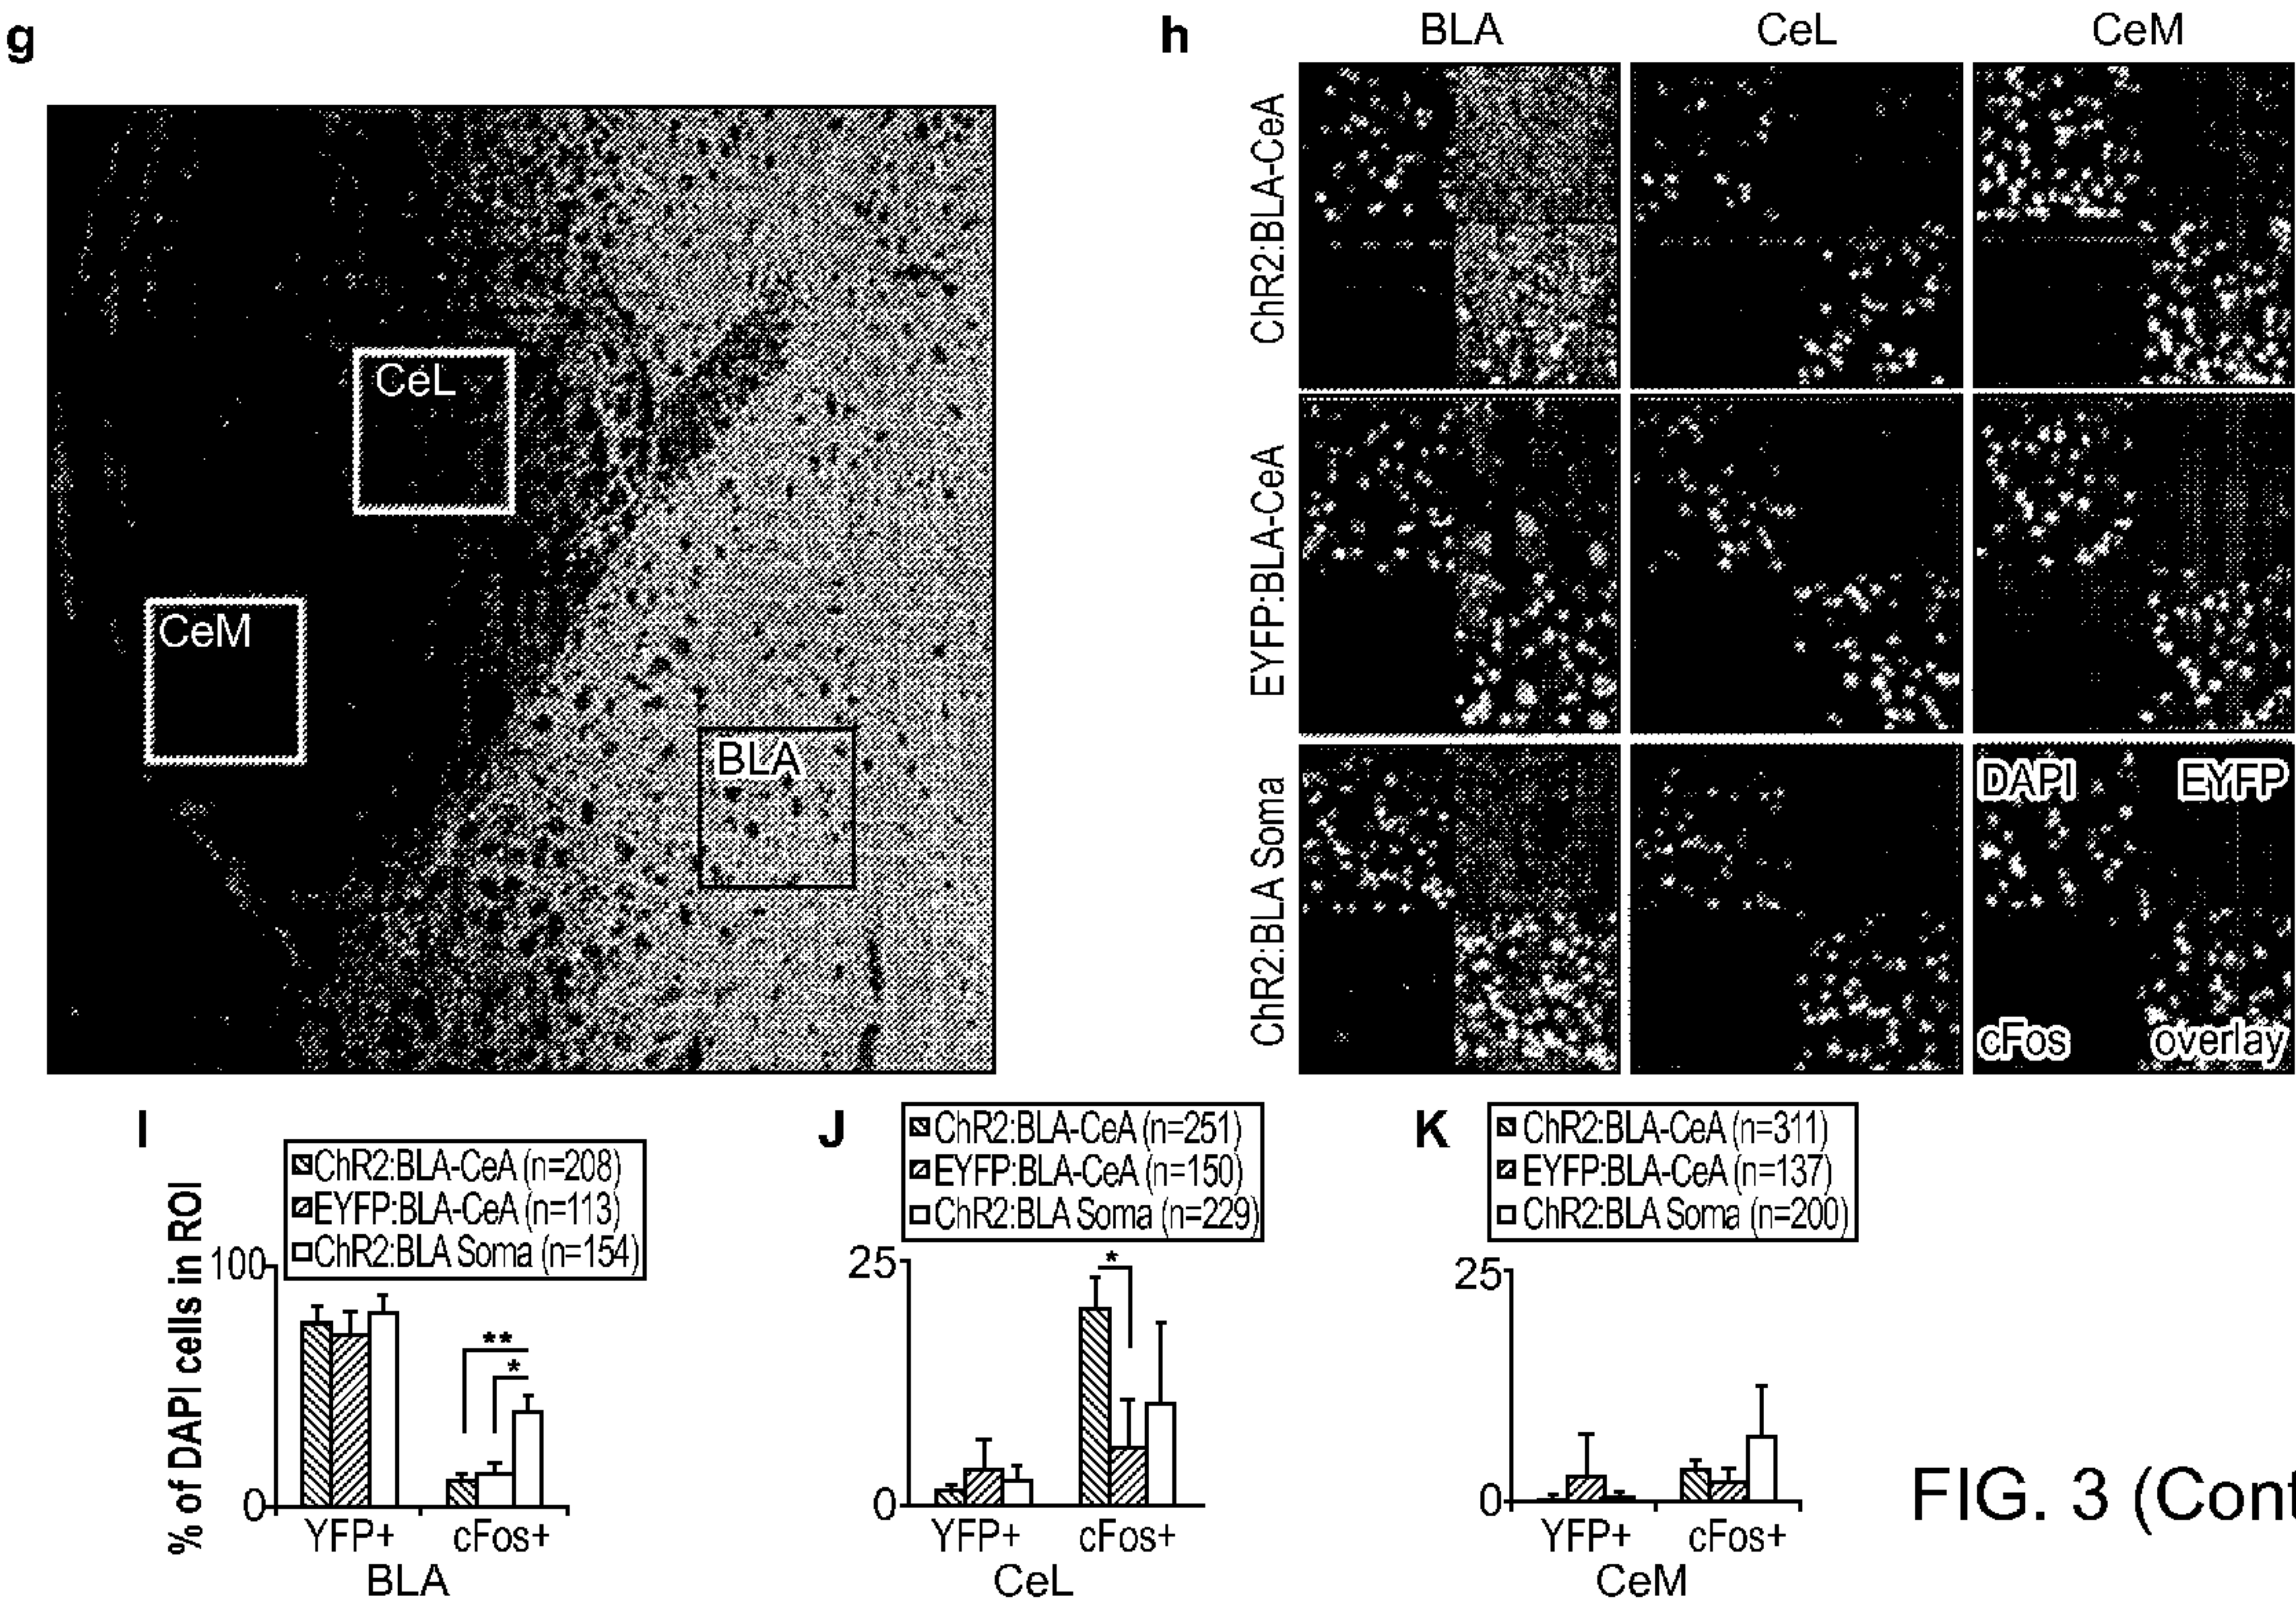 g
CeL
CeM
BLA
h
BLA
CeL
CeM
ChR2:BLA-CeA
EYFP:BLA-CeA
ChR2:BLA Soma
DAPI
EYFP
cFos
overlay
I
ChR2:BLA-CeA (n=208)
EYFP:BLA-CeA (n=113)
ChR2:BLA Soma (n=154)
% of DAPI cells in ROI
100
0
**
*
YFP+
cFos+
BLA
J
ChR2:BLA-CeA (n=251)
EYFP:BLA-CeA (n=150)
ChR2:BLA Soma (n=229)
25
0
*
YFP+
cFos+
CeL
K
ChR2:BLA-CeA (n=311)
EYFP:BLA-CeA (n=137)
ChR2:BLA Soma (n=200)
25
0
YFP+
cFos+
CeM
FIG. 3 (Cont